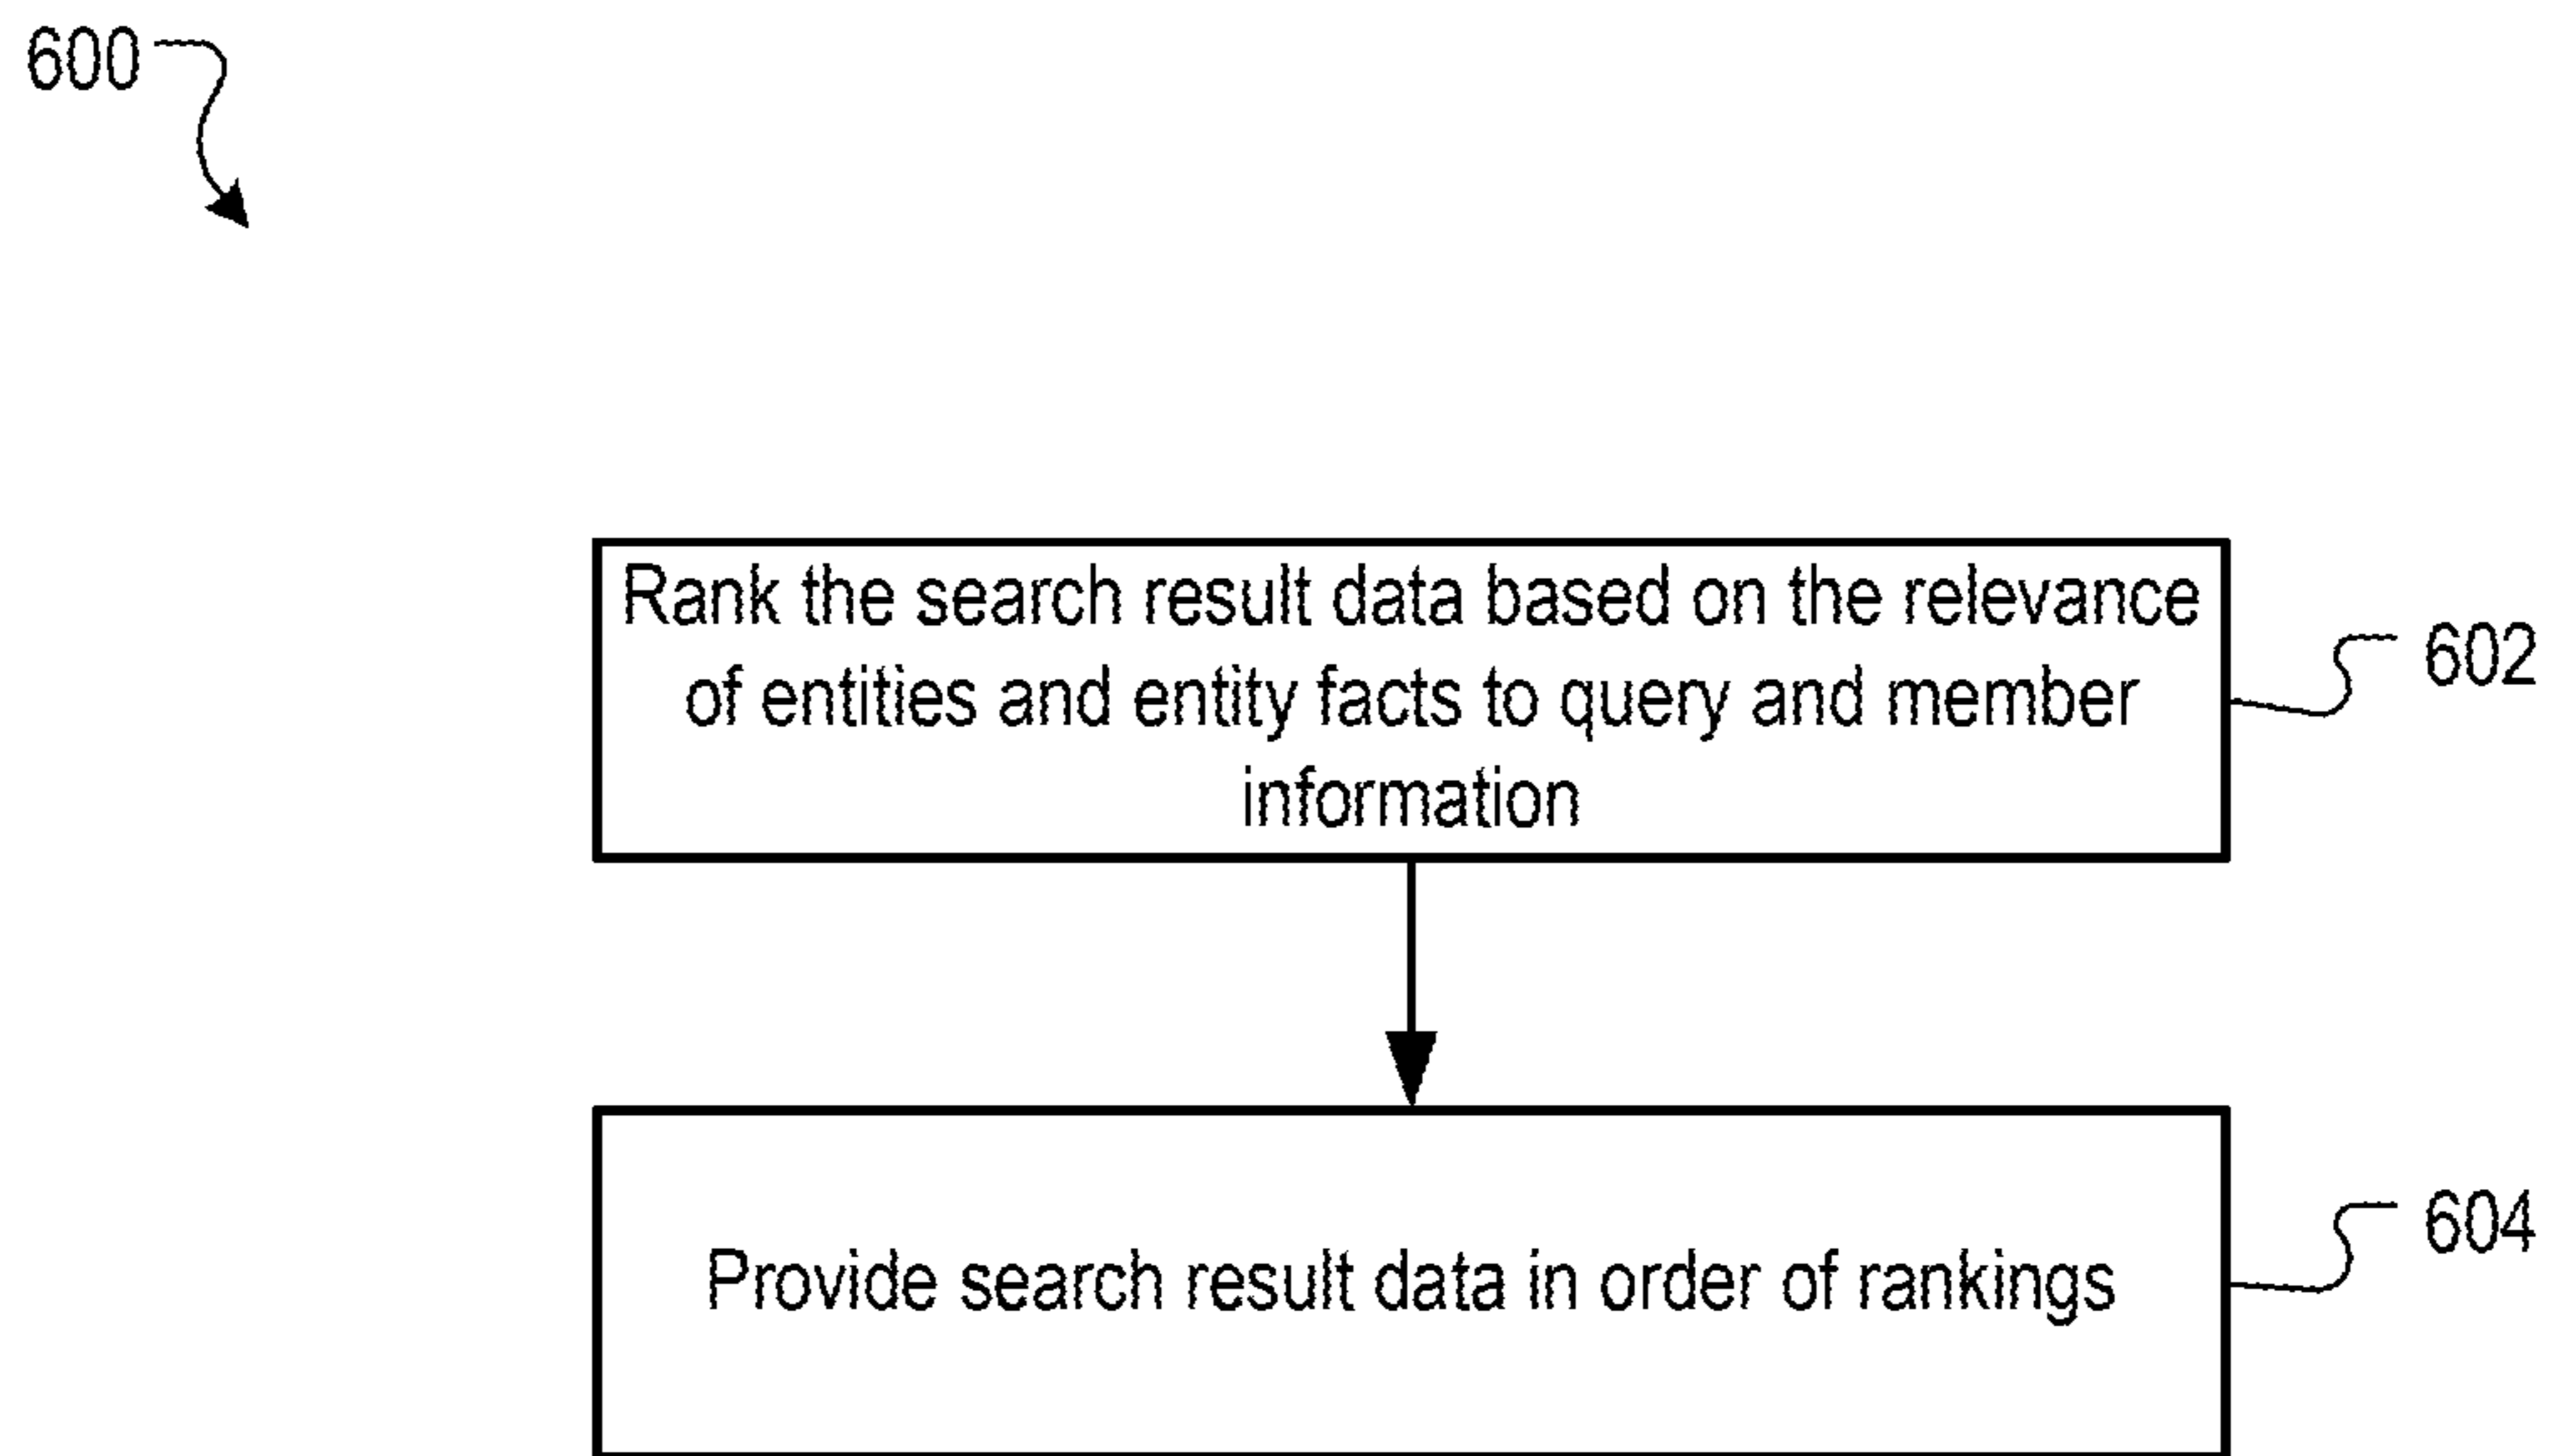 600
Rank the search result data based on the relevance
of entities and entity facts to query and member
information
602
Provide search result data in order of rankings
604